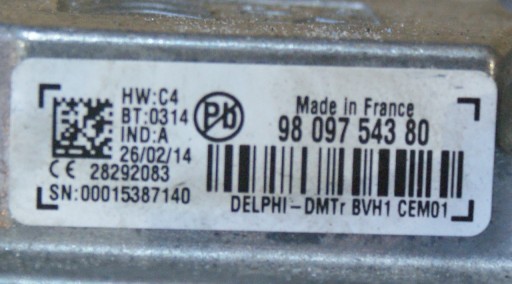 HW:C4
BT:0314
IND:A
26/02/14
CE 28292083
SN:00015387140
Pb
Made in France
98 097 543 80
DELPHI-DMTr BVH1 CEM01